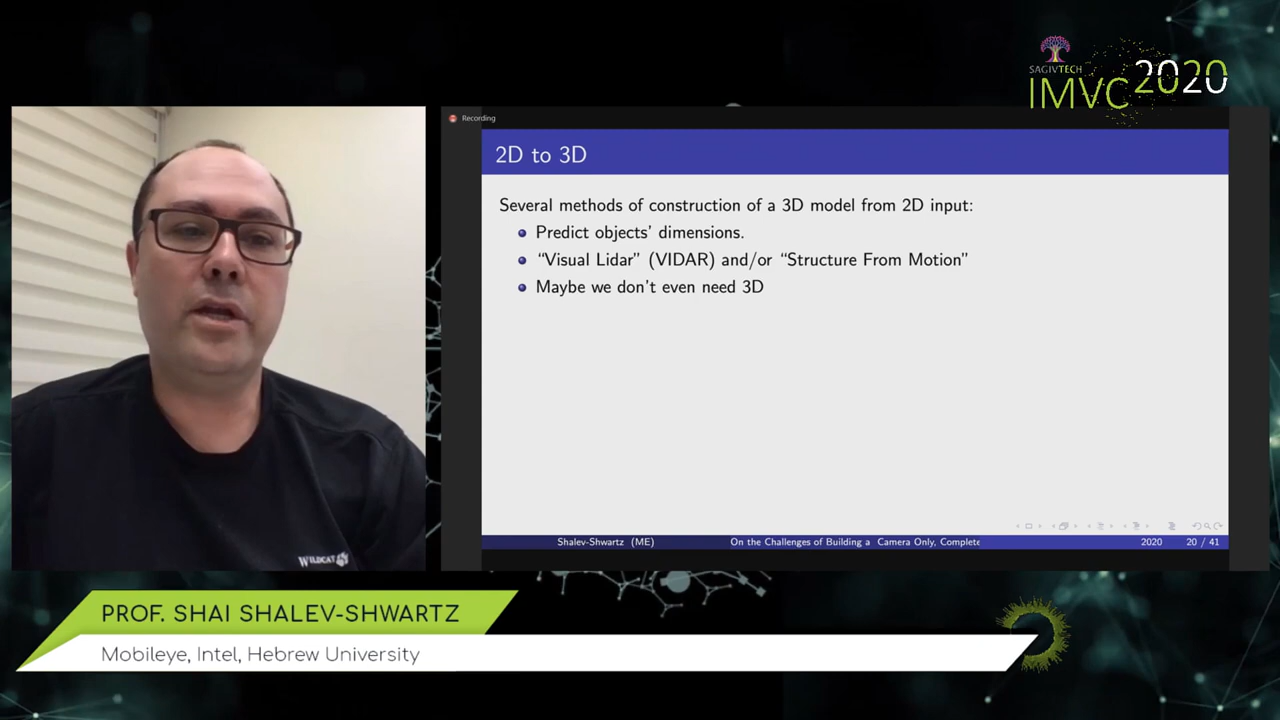 SAGIVTECH
IMVC 2020
Recording
2D to 3D
Several methods of construction of a 3D model from 2D input:
Predict objects' dimensions.
“Visual Lidar” (VIDAR) and/or “Structure From Motion”
Maybe we don't even need 3D
Shalev-Shwartz (ME) On the Challenges of Building a Camera Only, Complete 2020 20 / 41
WILDCAT
PROF. SHAI SHALEV-SHWARTZ
Mobileye, Intel, Hebrew University